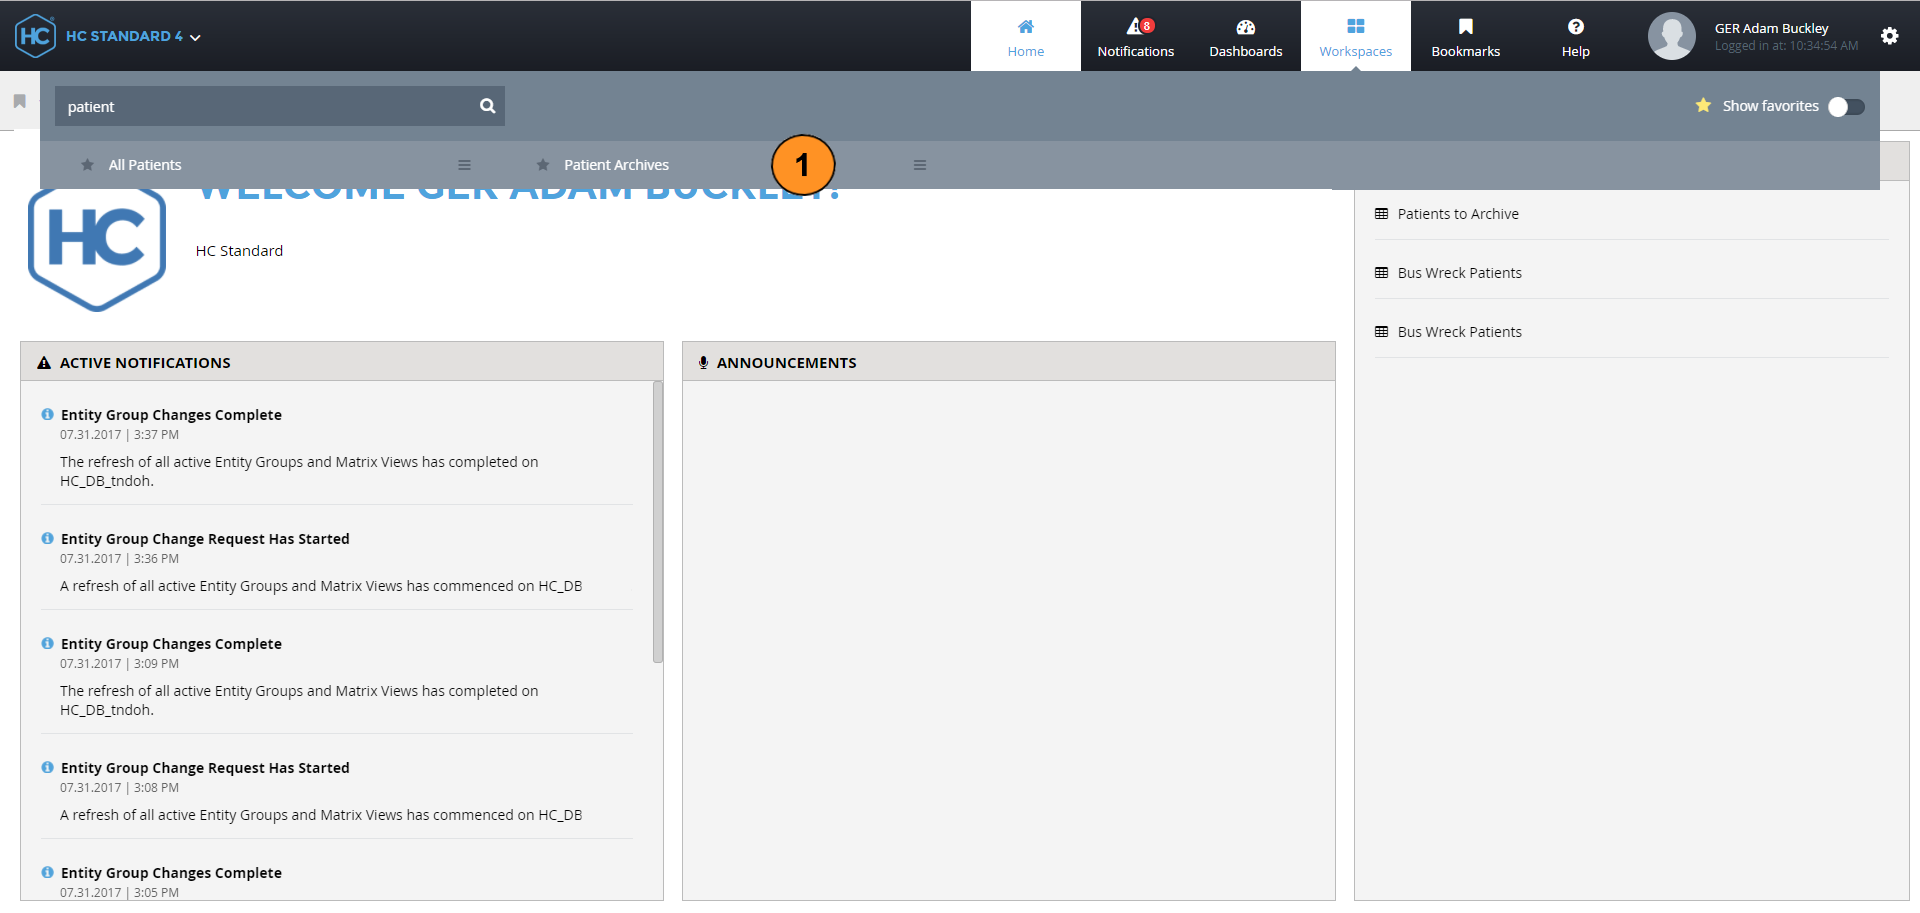 HC HC STANDARD 4
Home
8
Notifications
Dashboards
Workspaces
Bookmarks
Help
GER Adam Buckley
Logged in at: 10:34:54 AM
patient
Show favorites
All Patients
Patient Archives
1
WELCOME GER ADAM BUCKLEY!
HC
HC Standard
Patients to Archive
Bus Wreck Patients
Bus Wreck Patients
ACTIVE NOTIFICATIONS
Entity Group Changes Complete
07.31.2017 | 3:37 PM
The refresh of all active Entity Groups and Matrix Views has completed on
HC_DB_tndoh.
Entity Group Change Request Has Started
07.31.2017 | 3:36 PM
A refresh of all active Entity Groups and Matrix Views has commenced on HC_DB
Entity Group Changes Complete
07.31.2017 | 3:09 PM
The refresh of all active Entity Groups and Matrix Views has completed on
HC_DB_tndoh.
Entity Group Change Request Has Started
07.31.2017 | 3:08 PM
A refresh of all active Entity Groups and Matrix Views has commenced on HC_DB
Entity Group Changes Complete
07.31.2017 | 3:05 PM
ANNOUNCEMENTS